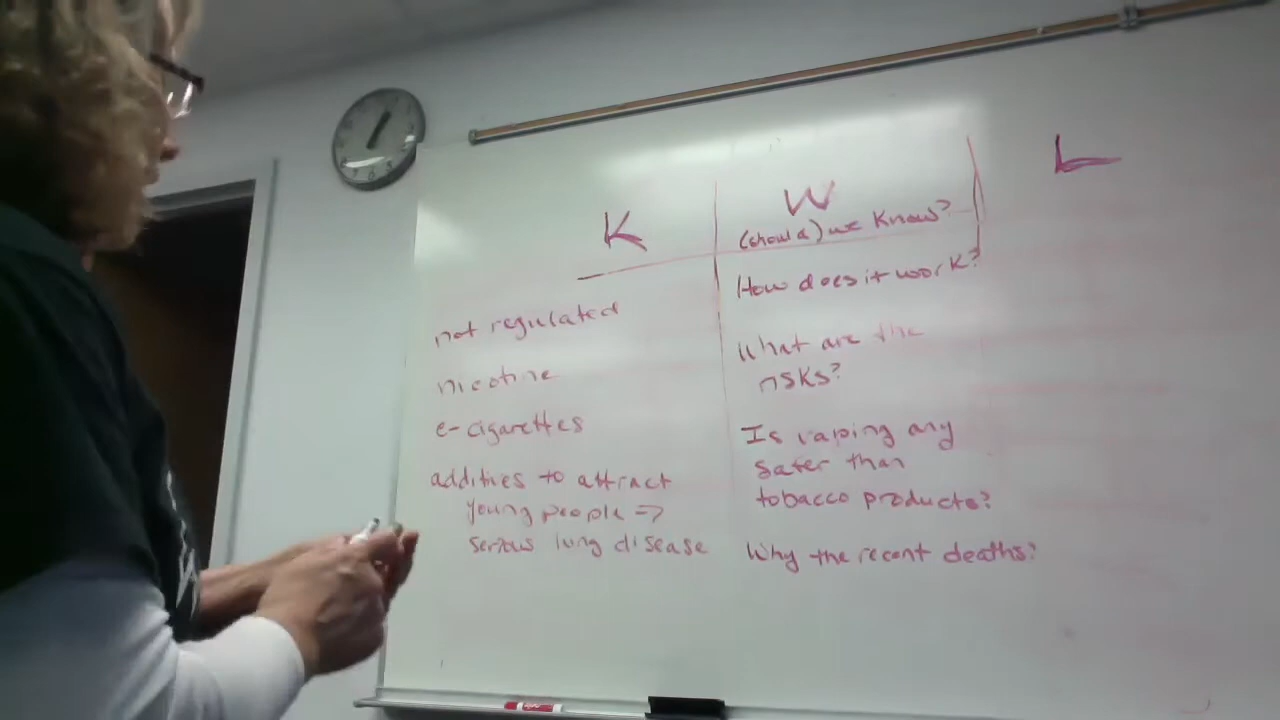 K
W
L
(should) we know?
not regulated
nicotine
e-cigarettes
additives to attract
young people ⇒
serious lung disease
How does it work?
What are the
risks?
Is vaping any
safer than
tobacco products?
Why the recent deaths?